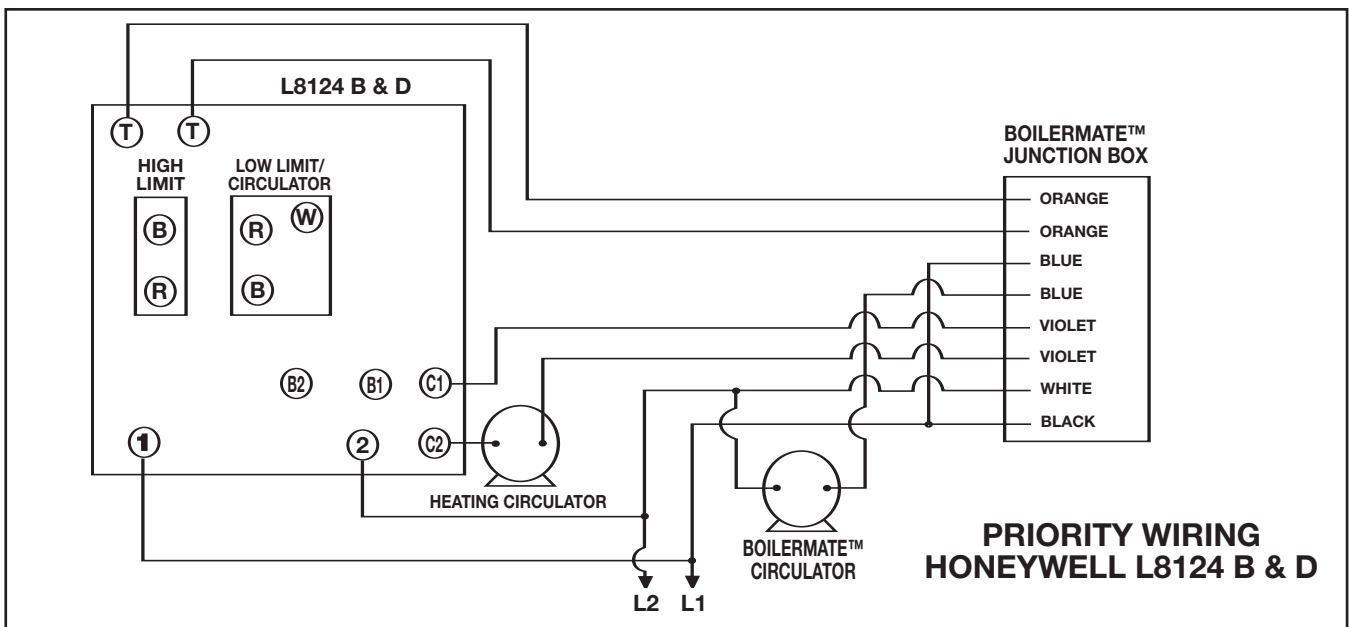 L8124 B & D
T
T
HIGH
LIMIT
LOW LIMIT/
CIRCULATOR
B
R
R
W
B
B2
B1
C1
1
2
C2
HEATING CIRCULATOR
BOILERMATE™
JUNCTION BOX
ORANGE
ORANGE
BLUE
BLUE
VIOLET
VIOLET
WHITE
BLACK
BOILERMATE™
CIRCULATOR
L2
L1
PRIORITY WIRING
HONEYWELL L8124 B & D